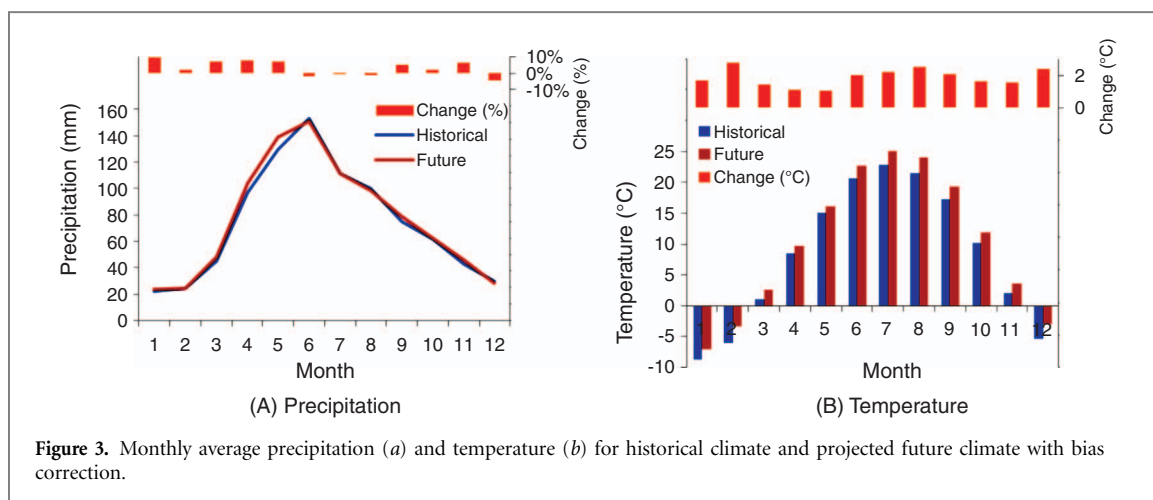 10%
0%
-10%
Change (%)
160
140
120
100
80
60
40
20
0
Precipitation (mm)
Change (%)
Historical
Future
1 2 3 4 5 6 7 8 9 10 11 12
Month
(A) Precipitation
2
0
Change (°C)
Historical
Future
Change (°C)
25
20
15
10
5
0
-5
-10
Temperature (°C)
1 2 3 4 5 6 7 8 9 10 11 12
Month
(B) Temperature
Figure 3. Monthly average precipitation (a) and temperature (b) for historical climate and projected future climate with bias
correction.